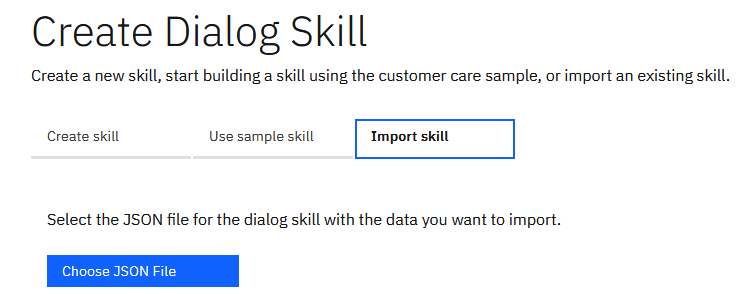 Create Dialog Skill
Create a new skill, start building a skill using the customer care sample, or import an existing skill.
Create skill
Use sample skill
Import skill
Select the JSON file for the dialog skill with the data you want to import.
Choose JSON File